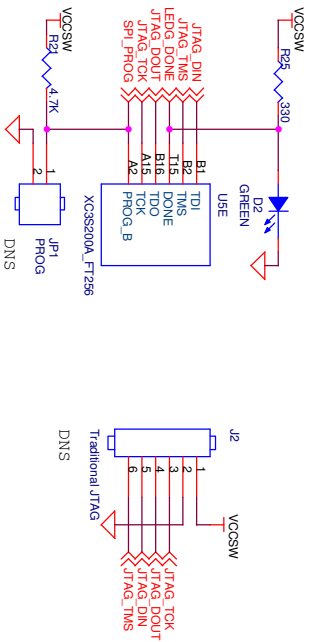 VCCSW
R25
330
D2
GREEN
U5E
JTAG_DIN B1 TDI
JTAG_TMS B2 TMS
LEDG_DONE T15 DONE
JTAG_DOUT B16 TDO
JTAG_TCK A15 TCK
SPI_PROG A2 PROG_B
XC3S200A_FT256
VCCSW
R21
4.7K
1
2
JP1
PROG
DNS
J2
VCCSW
1
2
3 JTAG_TCK
4 JTAG_DOUT
5 JTAG_DIN
6 JTAG_TMS
Traditional JTAG
DNS